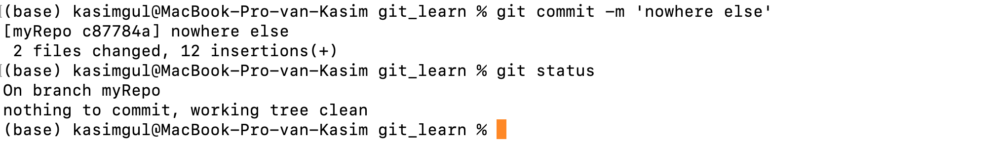 (base) kasimgul@MacBook-Pro-van-Kasim git_learn % git commit -m 'nowhere else'
[myRepo c87784a] nowhere else
 2 files changed, 12 insertions(+)
(base) kasimgul@MacBook-Pro-van-Kasim git_learn % git status
On branch myRepo
nothing to commit, working tree clean
(base) kasimgul@MacBook-Pro-van-Kasim git_learn %